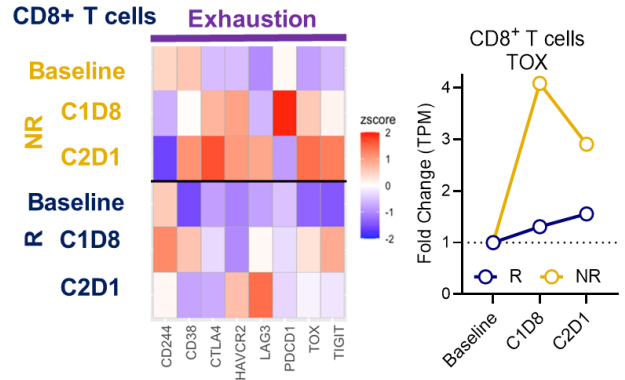 CD8+ T cells
Exhaustion
NR
Baseline
C1D8
C2D1
R
Baseline
C1D8
C2D1
CD244
CD38
CTLA4
HAVCR2
LAG3
PDCD1
TOX
TIGIT
zscore
2
1
0
-1
-2
CD8⁺ T cells
TOX
Fold Change (TPM)
4
3
2
1
0
R
NR
Baseline
C1D8
C2D1